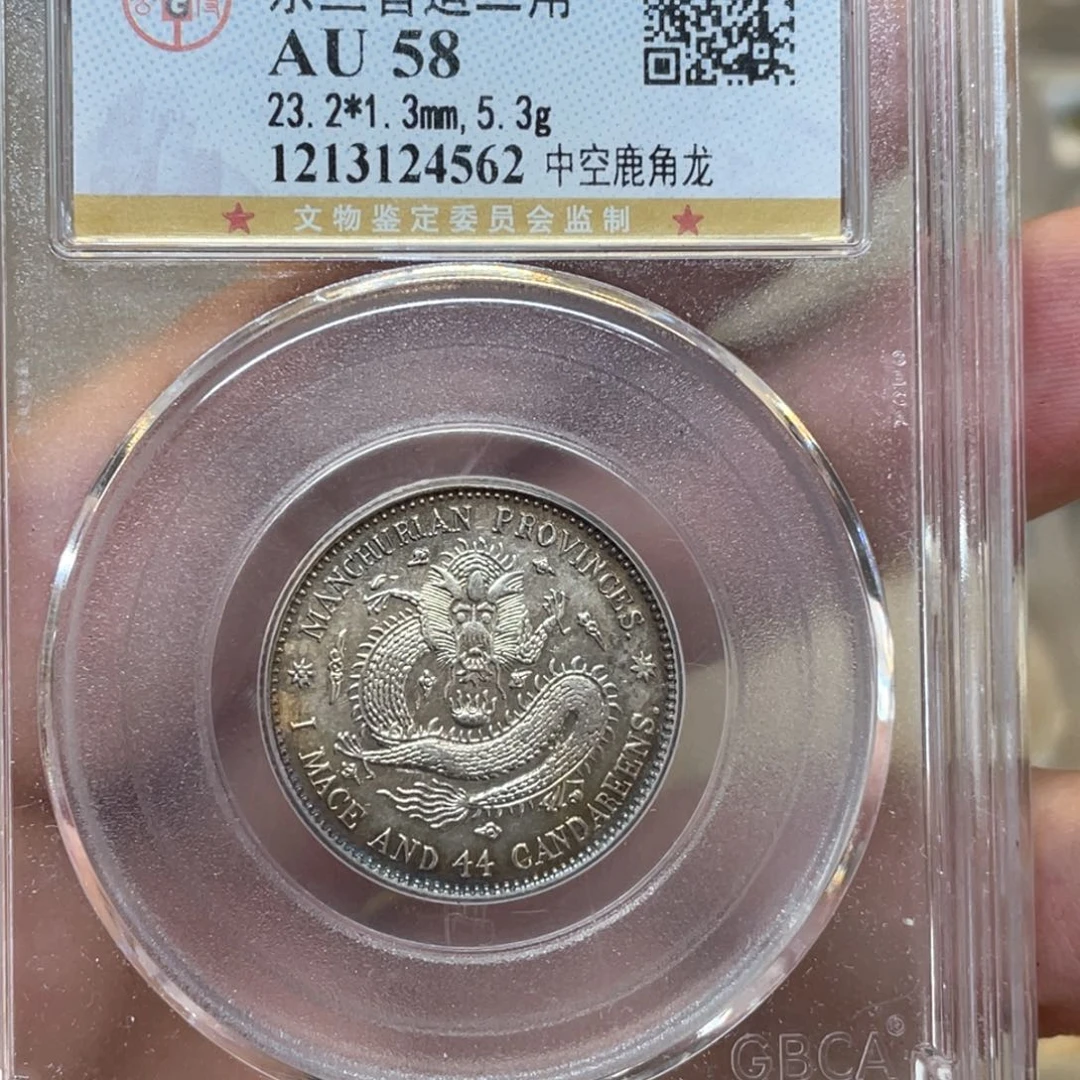 AU 58
23.2*1.3mm,5.3g
1213124562 中空鹿角龙
★ 文物鉴定委员会监制 ★
MANCHURIAN PROVINCES.
1 MACE AND 44 CANDAREENS.
GBCA®